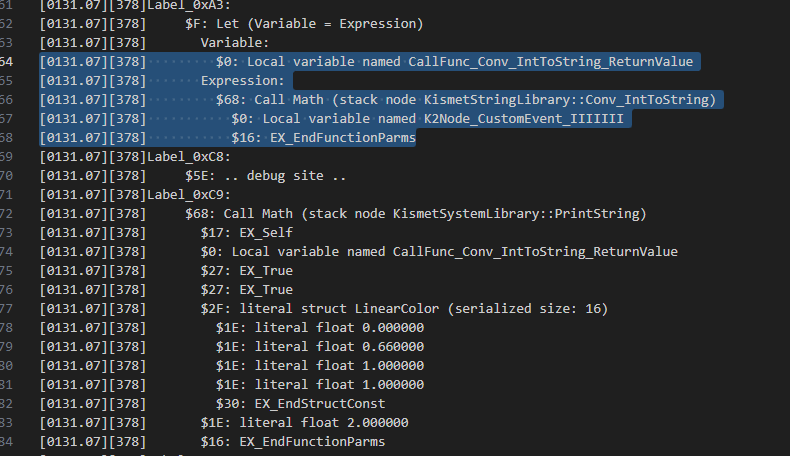 61 [0131.07][378]Label_0xA3:
62 [0131.07][378]     $F: Let (Variable = Expression)
63 [0131.07][378]       Variable:
64 [0131.07][378]         $0: Local variable named CallFunc_Conv_IntToString_ReturnValue
65 [0131.07][378]       Expression:
66 [0131.07][378]         $68: Call Math (stack node KismetStringLibrary::Conv_IntToString)
67 [0131.07][378]           $0: Local variable named K2Node_CustomEvent_IIIIIII
68 [0131.07][378]           $16: EX_EndFunctionParms
69 [0131.07][378]Label_0xC8:
70 [0131.07][378]     $5E: .. debug site ..
71 [0131.07][378]Label_0xC9:
72 [0131.07][378]     $68: Call Math (stack node KismetSystemLibrary::PrintString)
73 [0131.07][378]       $17: EX_Self
74 [0131.07][378]       $0: Local variable named CallFunc_Conv_IntToString_ReturnValue
75 [0131.07][378]       $27: EX_True
76 [0131.07][378]       $27: EX_True
77 [0131.07][378]       $2F: literal struct LinearColor (serialized size: 16)
78 [0131.07][378]         $1E: literal float 0.000000
79 [0131.07][378]         $1E: literal float 0.660000
80 [0131.07][378]         $1E: literal float 1.000000
81 [0131.07][378]         $1E: literal float 1.000000
82 [0131.07][378]         $30: EX_EndStructConst
83 [0131.07][378]       $1E: literal float 2.000000
84 [0131.07][378]       $16: EX_EndFunctionParms